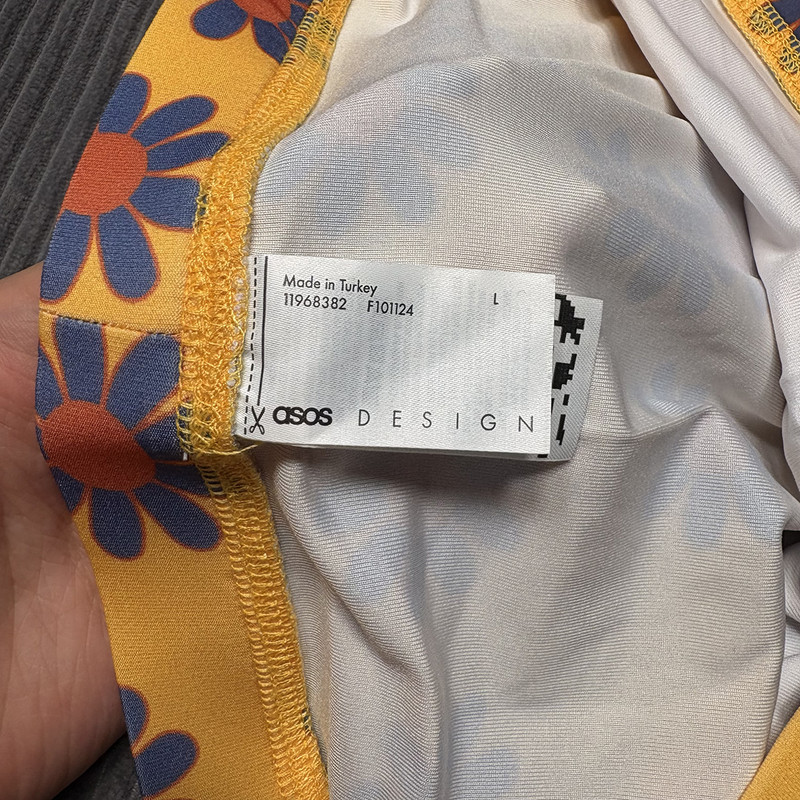 Made in Turkey
11968382 F101124 L
asos DESIGN